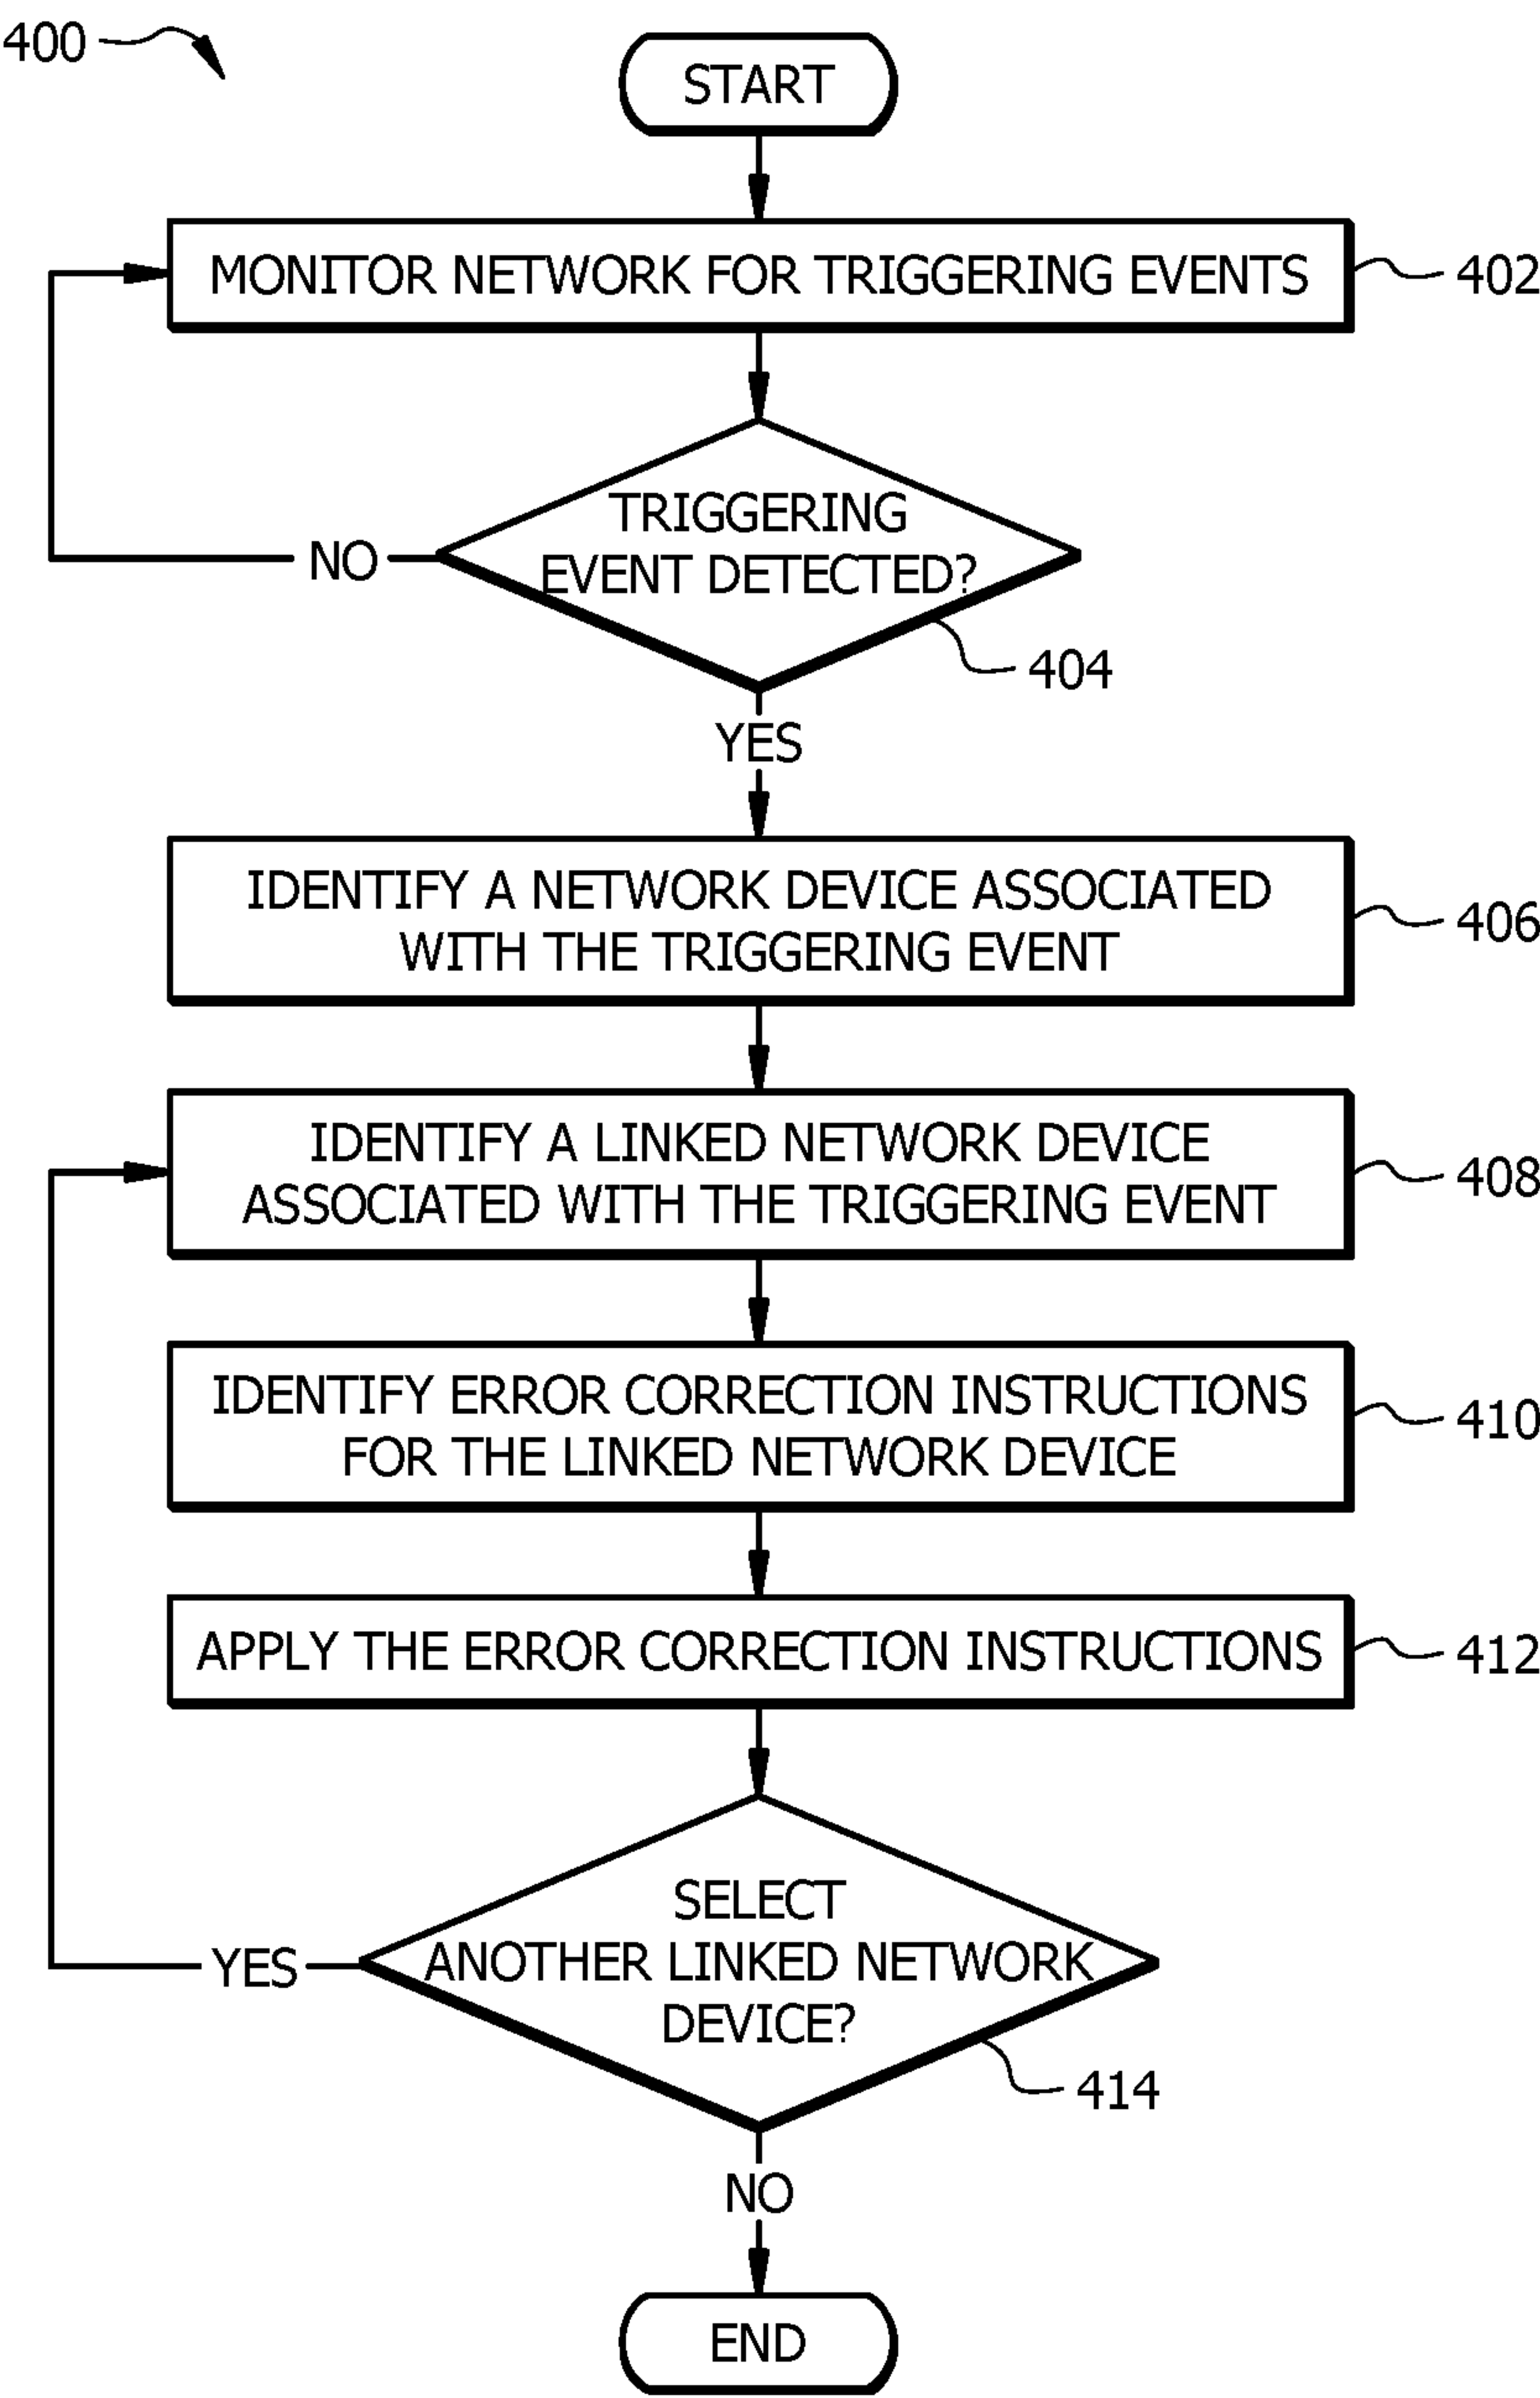 400
START
MONITOR NETWORK FOR TRIGGERING EVENTS
402
TRIGGERING
EVENT DETECTED?
NO
404
YES
IDENTIFY A NETWORK DEVICE ASSOCIATED
WITH THE TRIGGERING EVENT
406
IDENTIFY A LINKED NETWORK DEVICE
ASSOCIATED WITH THE TRIGGERING EVENT
408
IDENTIFY ERROR CORRECTION INSTRUCTIONS
FOR THE LINKED NETWORK DEVICE
410
APPLY THE ERROR CORRECTION INSTRUCTIONS
412
SELECT
ANOTHER LINKED NETWORK
DEVICE?
YES
414
NO
END